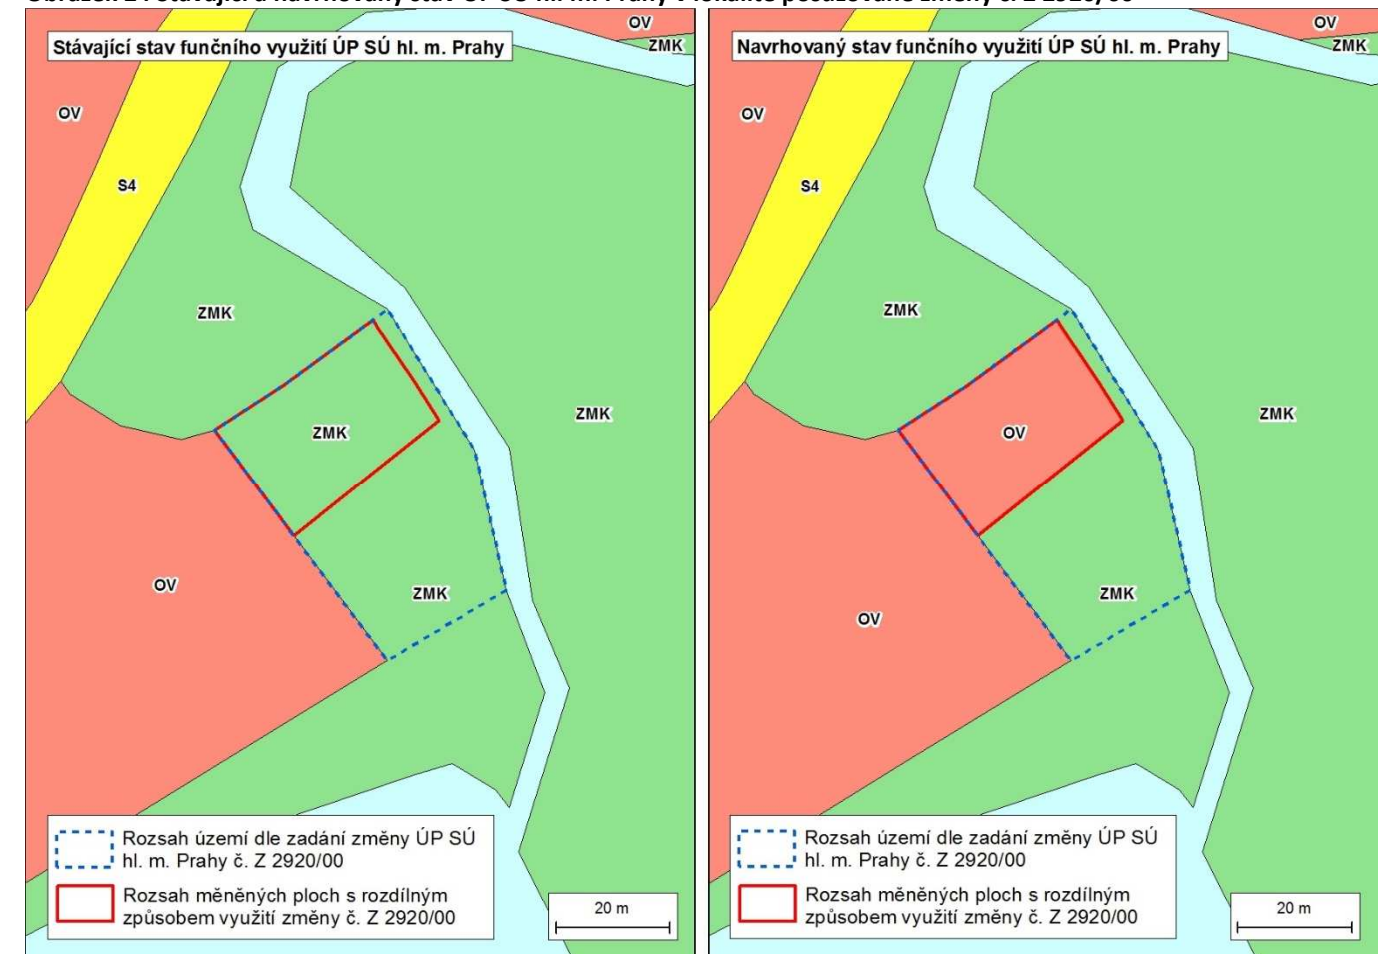 Stávající stav funčního využití ÚP SÚ hl. m. Prahy
OV
ZMK
OV
S4
ZMK
ZMK
ZMK
OV
ZMK
Rozsah území dle zadání změny ÚP SÚ
hl. m. Prahy č. Z 2920/00
Rozsah měněných ploch s rozdílným
způsobem využití změny č. Z 2920/00
20 m
Navrhovaný stav funčního využití ÚP SÚ hl. m. Prahy
OV
ZMK
OV
S4
ZMK
ZMK
OV
ZMK
OV
Rozsah území dle zadání změny ÚP SÚ
hl. m. Prahy č. Z 2920/00
Rozsah měněných ploch s rozdílným
způsobem využití změny č. Z 2920/00
20 m